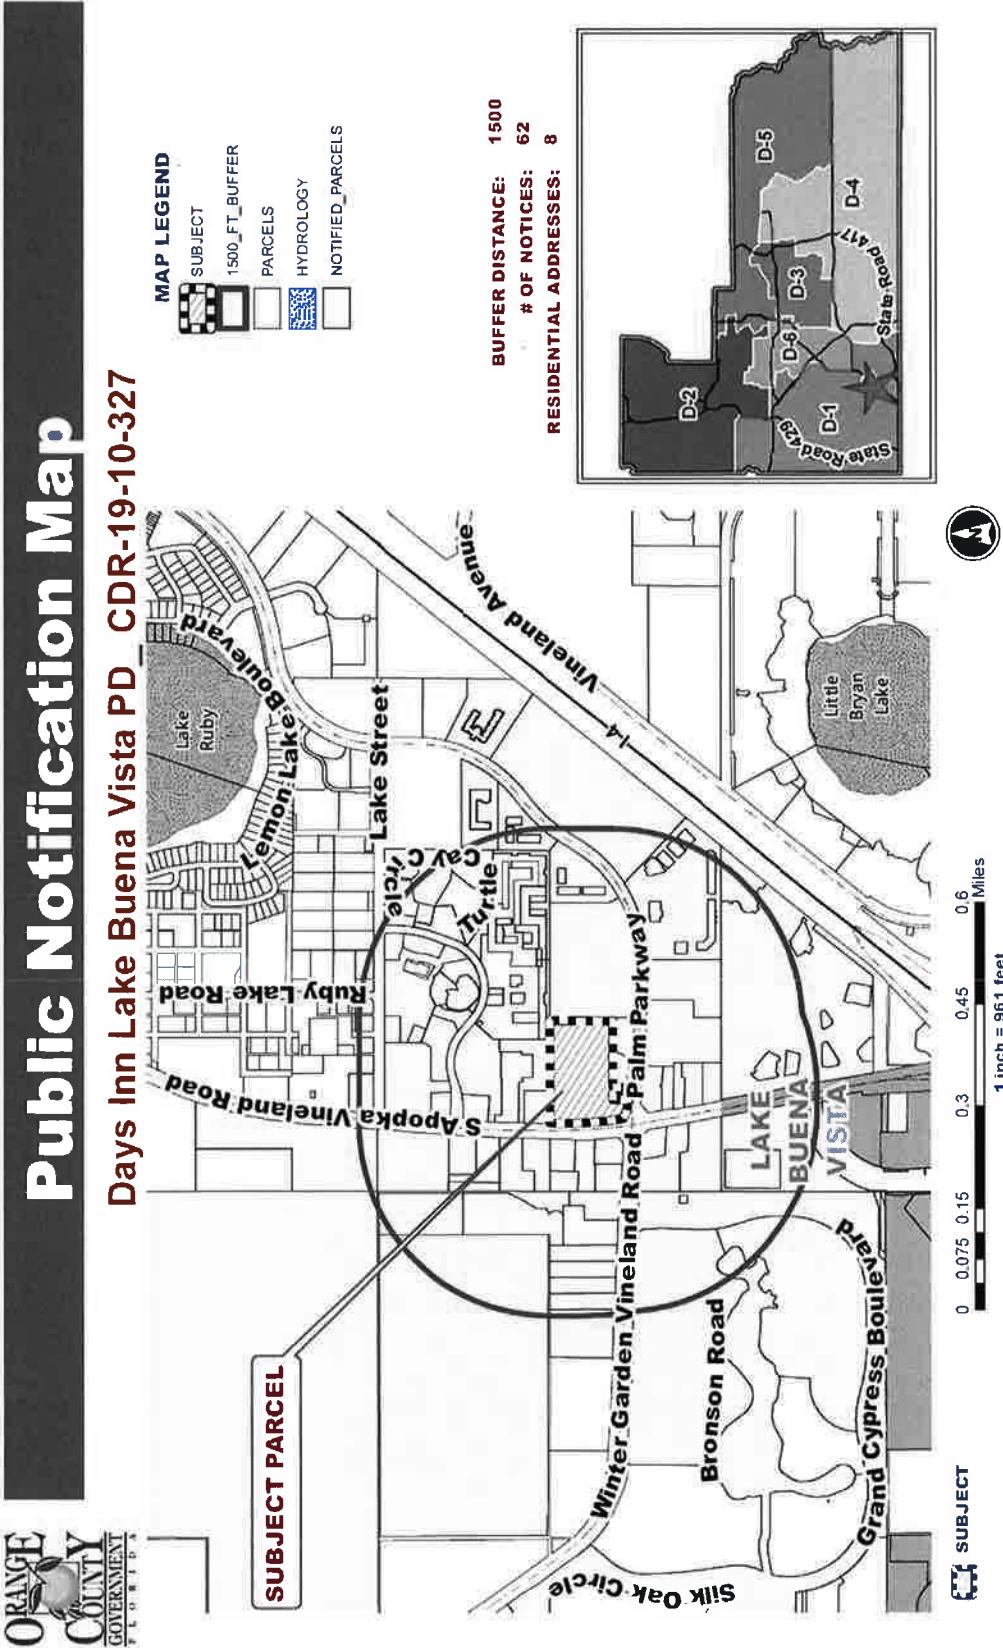 ORANGE
COUNTY
GOVERNMENT
FLORIDA
Public Notification Map
Days Inn Lake Buena Vista PD_ CDR-19-10-327
SUBJECT PARCEL
Lake
Ruby
Lemon Lake Boulevard
Ruby Lake Road
S Apopka Vineland Road
Lake Street
Turtle Cay Circle
Vineland Avenue
I-4
Palm Parkway
Winter Garden Vineland Road
Bronson Road
Silk Oak Circle
Grand Cypress Boulevard
LAKE
BUENA
VISTA
Little
Bryan
Lake
MAP LEGEND
SUBJECT
1500_FT_BUFFER
PARCELS
HYDROLOGY
NOTIFIED_PARCELS
BUFFER DISTANCE: 1500
# OF NOTICES: 62
RESIDENTIAL ADDRESSES: 8
D-2
D-5
D-3
D-6
D-4
D-1
State Road 429
State Road 417
SUBJECT
0 0.075 0.15 0.3 0.45 0.6
Miles
1 inch = 961 feet
N